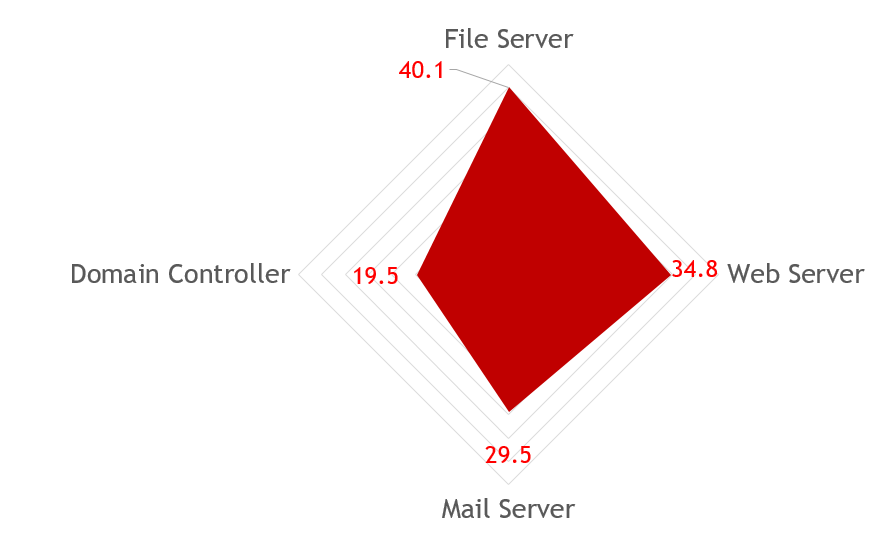 File Server
40.1
34.8
Web Server
Domain Controller
19.5
29.5
Mail Server